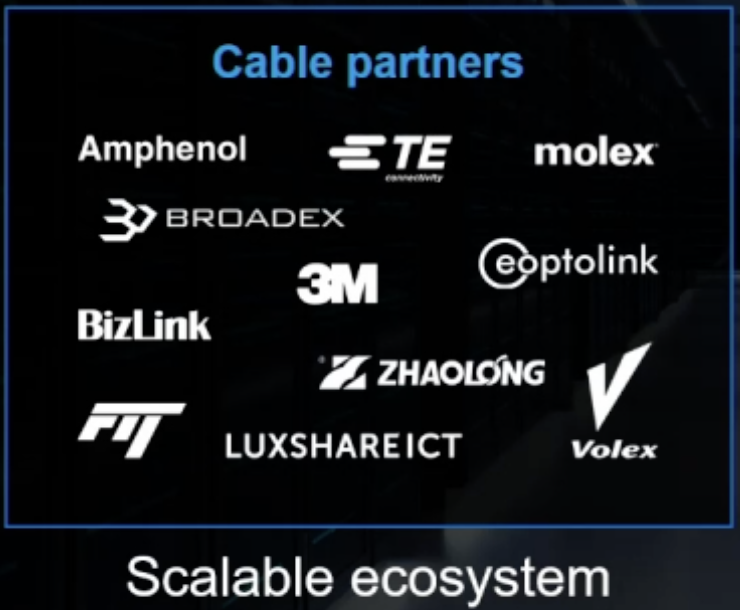 Cable partners
Amphenol
TE
connectivity
molex
BROADEX
eoptolink
3M
BizLink
ZHAOLONG
Volex
FIT
LUXSHARE ICT
Scalable ecosystem